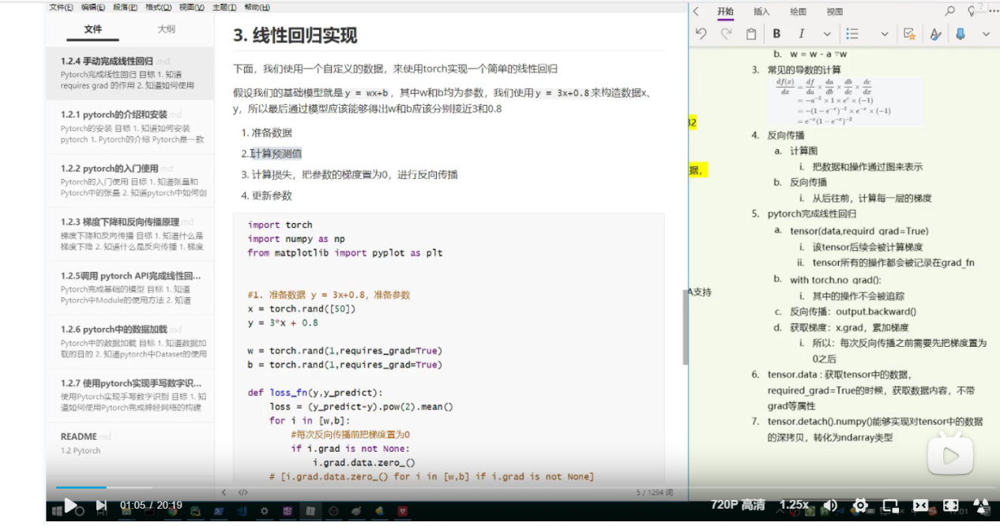 文件(F) 编辑(E) 段落(P) 格式(O) 视图(V) 主题(T) 帮助(H)
文件 大纲
1.2.4 手动完成线性回归.md
Pytorch完成线性回归 目标 1. 知道
requires grad 的作用 2. 知道如何使用
1.2.1 pytorch的介绍和安装.md
Pytorch的安装 目标 1. 知道如何安装
pytorch 1. Pytorch的介绍 Pytorch是一款
1.2.2 pytorch的入门使用.md
Pytorch的入门使用 目标 1. 知道张量和
Pytorch中的张量 2. 知道pytorch中如何创
1.2.3 梯度下降和反向传播原理.md
梯度下降和反向传播 目标 1. 知道什么是
梯度下降 2. 知道什么是反向传播 1. 梯度
1.2.5调用 pytorch API完成线性回...
Pytorch完成基础的模型 目标 1. 知道
Pytorch中Module的使用方法 2. 知道
1.2.6 pytorch中的数据加载.md
Pytorch中的数据加载 目标 1. 知道数据加
载的目的 2. 知道pytorch中Dataset的使用
1.2.7 使用pytorch实现手写数字识...
使用Pytorch实现手写数字识别 目标 1. 知
道如何使用Pytorch完成神经网络的构建
README.md
1.2 Pytorch
3. 线性回归实现
下面，我们使用一个自定义的数据，来使用torch实现一个简单的线性回归
假设我们的基础模型就是y = wx+b，其中w和b均为参数，我们使用y = 3x+0.8来构造数据x、
y，所以最后通过模型应该能够得出w和b应该分别接近3和0.8
1. 准备数据
2. 计算预测值
3. 计算损失，把参数的梯度置为0，进行反向传播
4. 更新参数
import torch
import numpy as np
from matplotlib import pyplot as plt
#1. 准备数据 y = 3x+0.8，准备参数
x = torch.rand([50])
y = 3*x + 0.8
w = torch.rand(1,requires_grad=True)
b = torch.rand(1,requires_grad=True)
def loss_fn(y,y_predict):
loss = (y_predict-y).pow(2).mean()
for i in [w,b]:
#每次反向传播前把梯度置为0
if i.grad is not None:
i.grad.data.zero_()
# [i.grad.data.zero_() for i in [w,b] if i.grad is not None]
5 / 1294 词
开始 插入 绘图 视图
B I
b. w = w - a ▽w
3. 常见的导数的计算
df(x)/dx = df/da × da/db × db/dc × dc/dx
= -a⁻² × 1 × eᶜ × (-1)
= -(1 - e⁻ˣ)⁻² × e⁻ˣ × (-1)
= e⁻ˣ(1 - e⁻ˣ)⁻²
4. 反向传播
a. 计算图
i. 把数据和操作通过图来表示
b. 反向传播
i. 从后往前，计算每一层的梯度
5. pytorch完成线性回归
a. tensor(data,requird_grad=True)
i. 该tensor后续会被计算梯度
ii. tensor所有的操作都会被记录在grad_fn
b. with torch.no_grad():
i. 其中的操作不会被追踪
c. 反向传播：output.backward()
d. 获取梯度：x.grad，累加梯度
i. 所以：每次反向传播之前需要先把梯度置为
0之后
6. tensor.data : 获取tensor中的数据,
required_grad=True的时候，获取数据内容，不带
grad等属性
7. tensor.detach().numpy()能够实现对tensor中的数据
的深拷贝，转化为ndarray类型
32
据，
A支持
01:05 / 20:19
720P 高清 1.25x